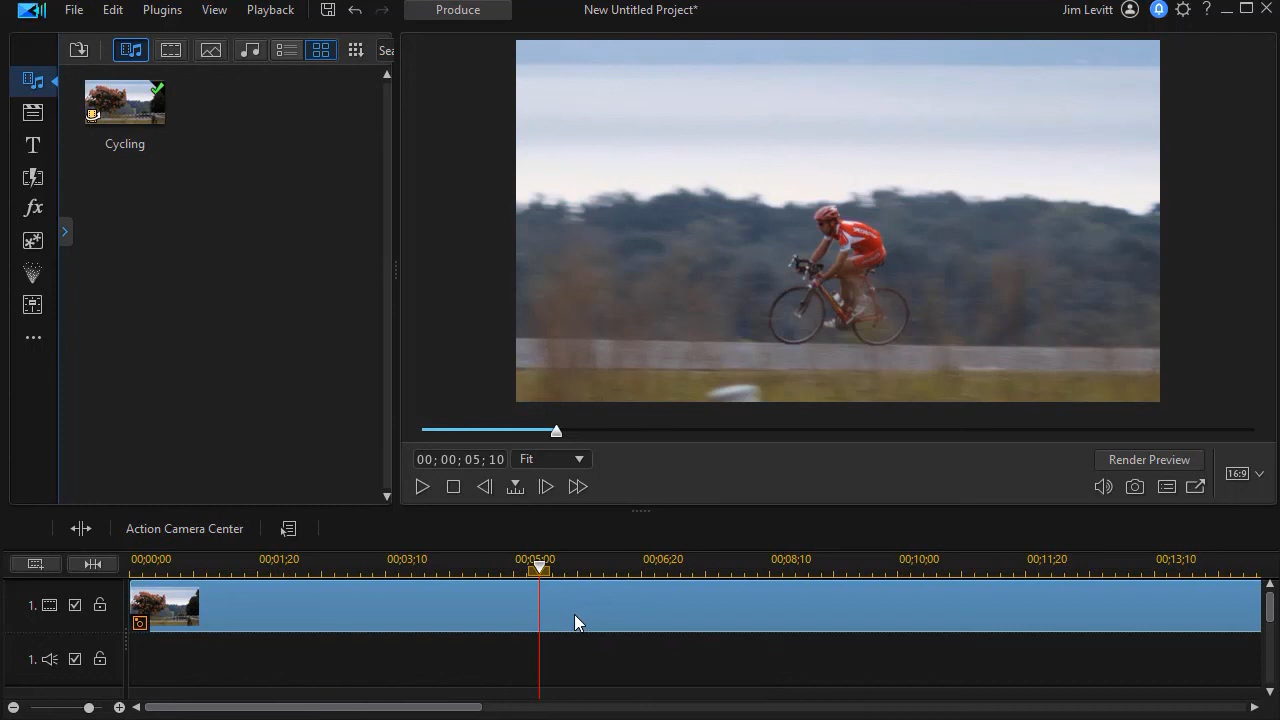 File Edit Plugins View Playback Produce New Untitled Project* Jim Levitt ?
Sea
Cycling
T
fx
00; 00; 05; 10 Fit Render Preview 16:9
Action Camera Center
00;00;00 00;01;20 00;03;10 00;05;00 00;06;20 00;08;10 00;10;00 00;11;20 00;13;10
1.
1.